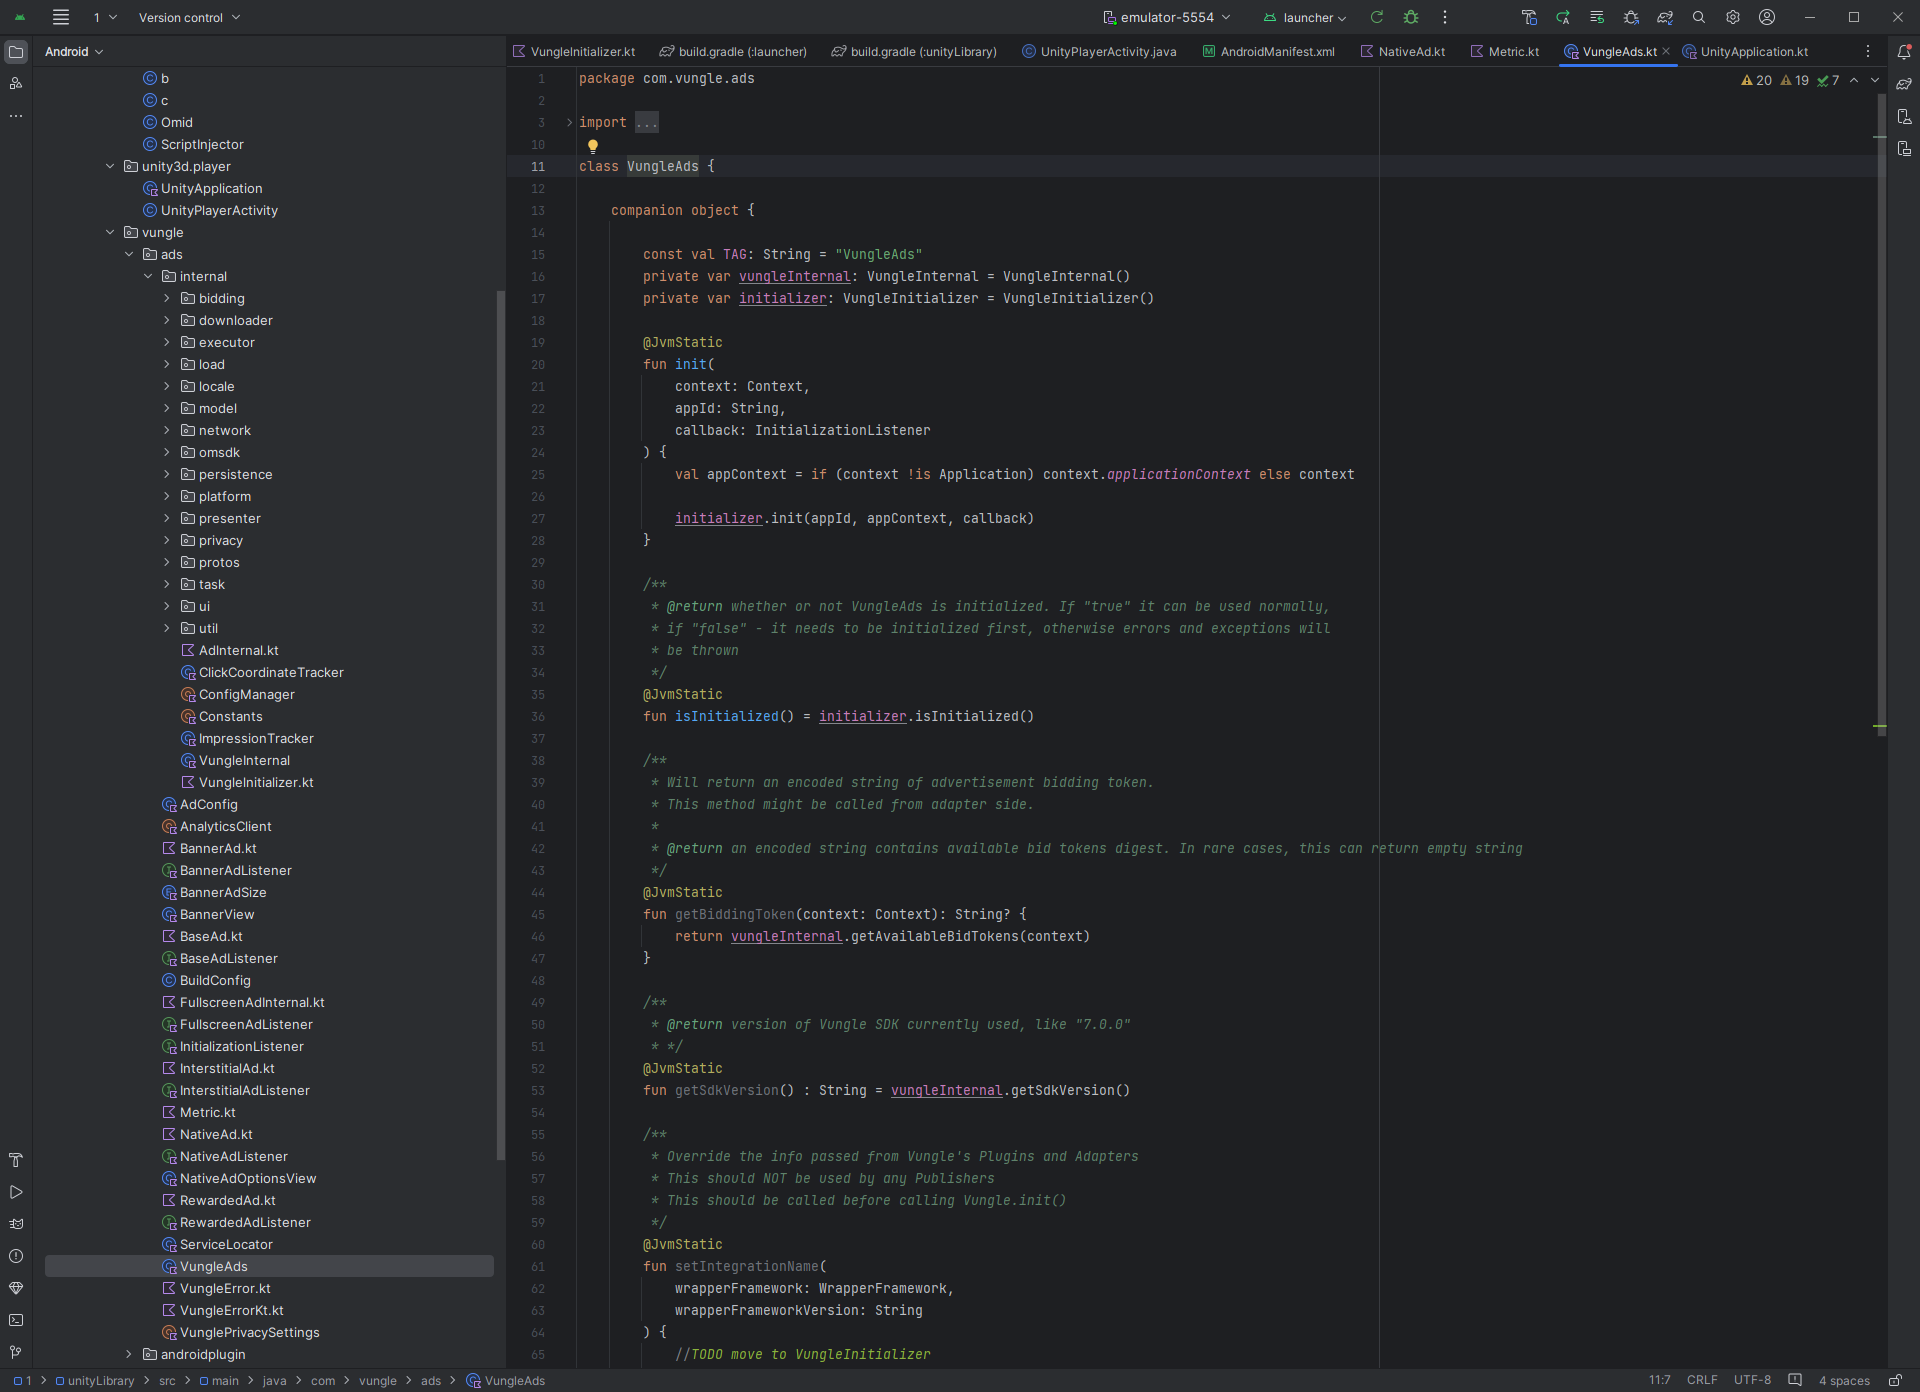 1
Version control
emulator-5554
launcher
Android
VungleInitializer.kt
build.gradle (:launcher)
build.gradle (:unityLibrary)
UnityPlayerActivity.java
AndroidManifest.xml
NativeAd.kt
Metric.kt
VungleAds.kt
UnityApplication.kt
b
c
Omid
ScriptInjector
unity3d.player
UnityApplication
UnityPlayerActivity
vungle
ads
internal
bidding
downloader
executor
load
locale
model
network
omsdk
persistence
platform
presenter
privacy
protos
task
ui
util
AdInternal.kt
ClickCoordinateTracker
ConfigManager
Constants
ImpressionTracker
VungleInternal
VungleInitializer.kt
AdConfig
AnalyticsClient
BannerAd.kt
BannerAdListener
BannerAdSize
BannerView
BaseAd.kt
BaseAdListener
BuildConfig
FullscreenAdInternal.kt
FullscreenAdListener
InitializationListener
InterstitialAd.kt
InterstitialAdListener
Metric.kt
NativeAd.kt
NativeAdListener
NativeAdOptionsView
RewardedAd.kt
RewardedAdListener
ServiceLocator
VungleAds
VungleError.kt
VungleErrorKt.kt
VunglePrivacySettings
androidplugin
20 19 7
1 package com.vungle.ads
2
3 import ...
10
11 class VungleAds {
12
13 companion object {
14
15 const val TAG: String = "VungleAds"
16 private var vungleInternal: VungleInternal = VungleInternal()
17 private var initializer: VungleInitializer = VungleInitializer()
18
19 @JvmStatic
20 fun init(
21 context: Context,
22 appId: String,
23 callback: InitializationListener
24 ) {
25 val appContext = if (context !is Application) context.applicationContext else context
26
27 initializer.init(appId, appContext, callback)
28 }
29
30 /**
31 * @return whether or not VungleAds is initialized. If "true" it can be used normally,
32 * if "false" - it needs to be initialized first, otherwise errors and exceptions will
33 * be thrown
34 */
35 @JvmStatic
36 fun isInitialized() = initializer.isInitialized()
37
38 /**
39 * Will return an encoded string of advertisement bidding token.
40 * This method might be called from adapter side.
41 *
42 * @return an encoded string contains available bid tokens digest. In rare cases, this can return empty string
43 */
44 @JvmStatic
45 fun getBiddingToken(context: Context): String? {
46 return vungleInternal.getAvailableBidTokens(context)
47 }
48
49 /**
50 * @return version of Vungle SDK currently used, like "7.0.0"
51 * */
52 @JvmStatic
53 fun getSdkVersion() : String = vungleInternal.getSdkVersion()
54
55 /**
56 * Override the info passed from Vungle's Plugins and Adapters
57 * This should NOT be used by any Publishers
58 * This should be called before calling Vungle.init()
59 */
60 @JvmStatic
61 fun setIntegrationName(
62 wrapperFramework: WrapperFramework,
63 wrapperFrameworkVersion: String
64 ) {
65 //TODO move to VungleInitializer
1 > unityLibrary > src > main > java > com > vungle > ads > VungleAds
11:7 CRLF UTF-8 4 spaces